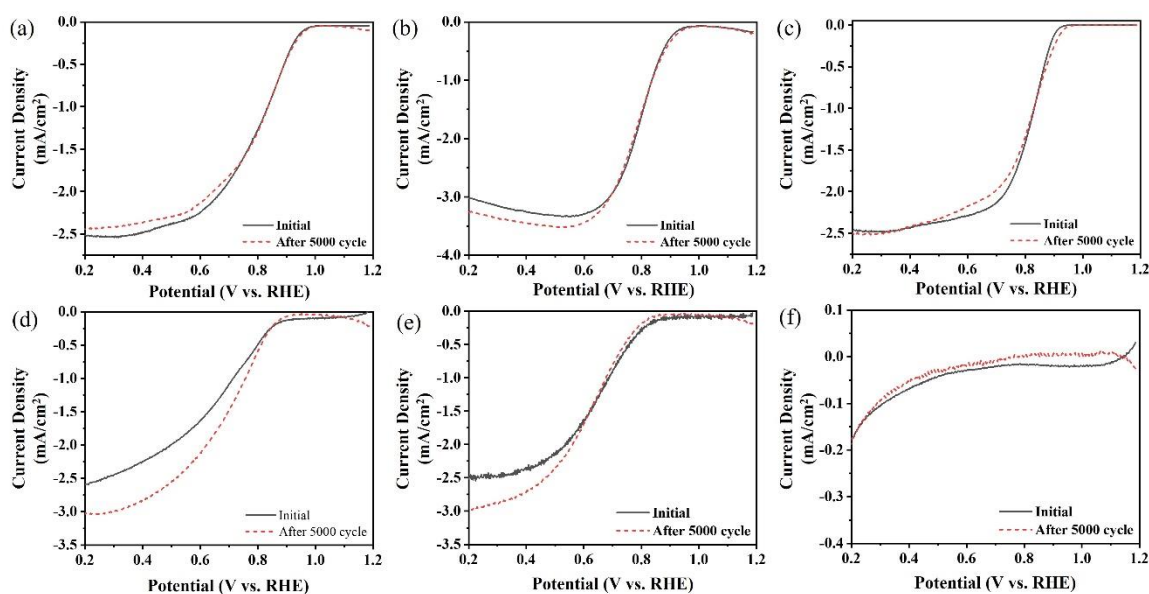 (a)
0.0
-0.5
-1.0
-1.5
-2.0
-2.5
Current Density
(mA/cm²)
Initial
After 5000 cycle
0.2 0.4 0.6 0.8 1.0 1.2
Potential (V vs. RHE)
(b)
0.0
-1.0
-2.0
-3.0
-4.0
Current Density
(mA/cm²)
Initial
After 5000 cycle
0.2 0.4 0.6 0.8 1.0 1.2
Potential (V vs. RHE)
(c)
0.0
-0.5
-1.0
-1.5
-2.0
-2.5
Current Density
(mA/cm²)
Initial
After 5000 cycle
0.2 0.4 0.6 0.8 1.0 1.2
Potential (V vs. RHE)
(d)
0.0
-0.5
-1.0
-1.5
-2.0
-2.5
-3.0
-3.5
Current Density
(mA/cm²)
Initial
After 5000 cycle
0.2 0.4 0.6 0.8 1.0 1.2
Potential (V vs. RHE)
(e)
0.0
-0.5
-1.0
-1.5
-2.0
-2.5
-3.0
-3.5
Current Density
(mA/cm²)
Initial
After 5000 cycle
0.2 0.4 0.6 0.8 1.0 1.2
Potential (V vs. RHE)
(f)
0.1
0.0
-0.1
-0.2
-0.3
-0.4
Current Density
(mA/cm²)
Initial
After 5000 cycle
0.2 0.4 0.6 0.8 1.0 1.2
Potential (V vs. RHE)